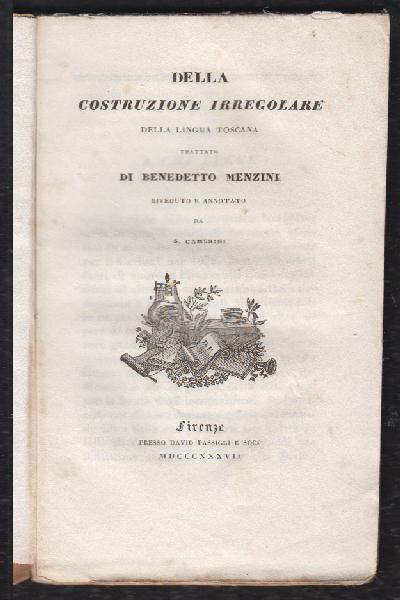 DELLA
COSTRUZIONE IRREGOLARE
DELLA LINGUA TOSCANA
TRATTATO
DI BENEDETTO MENZINI
RIVEDUTO E ANNOTATO
DA
S. CAMERINI
Firenze
PRESSO DAVID PASSIGLI E SOCI
MDCCCXXXVII